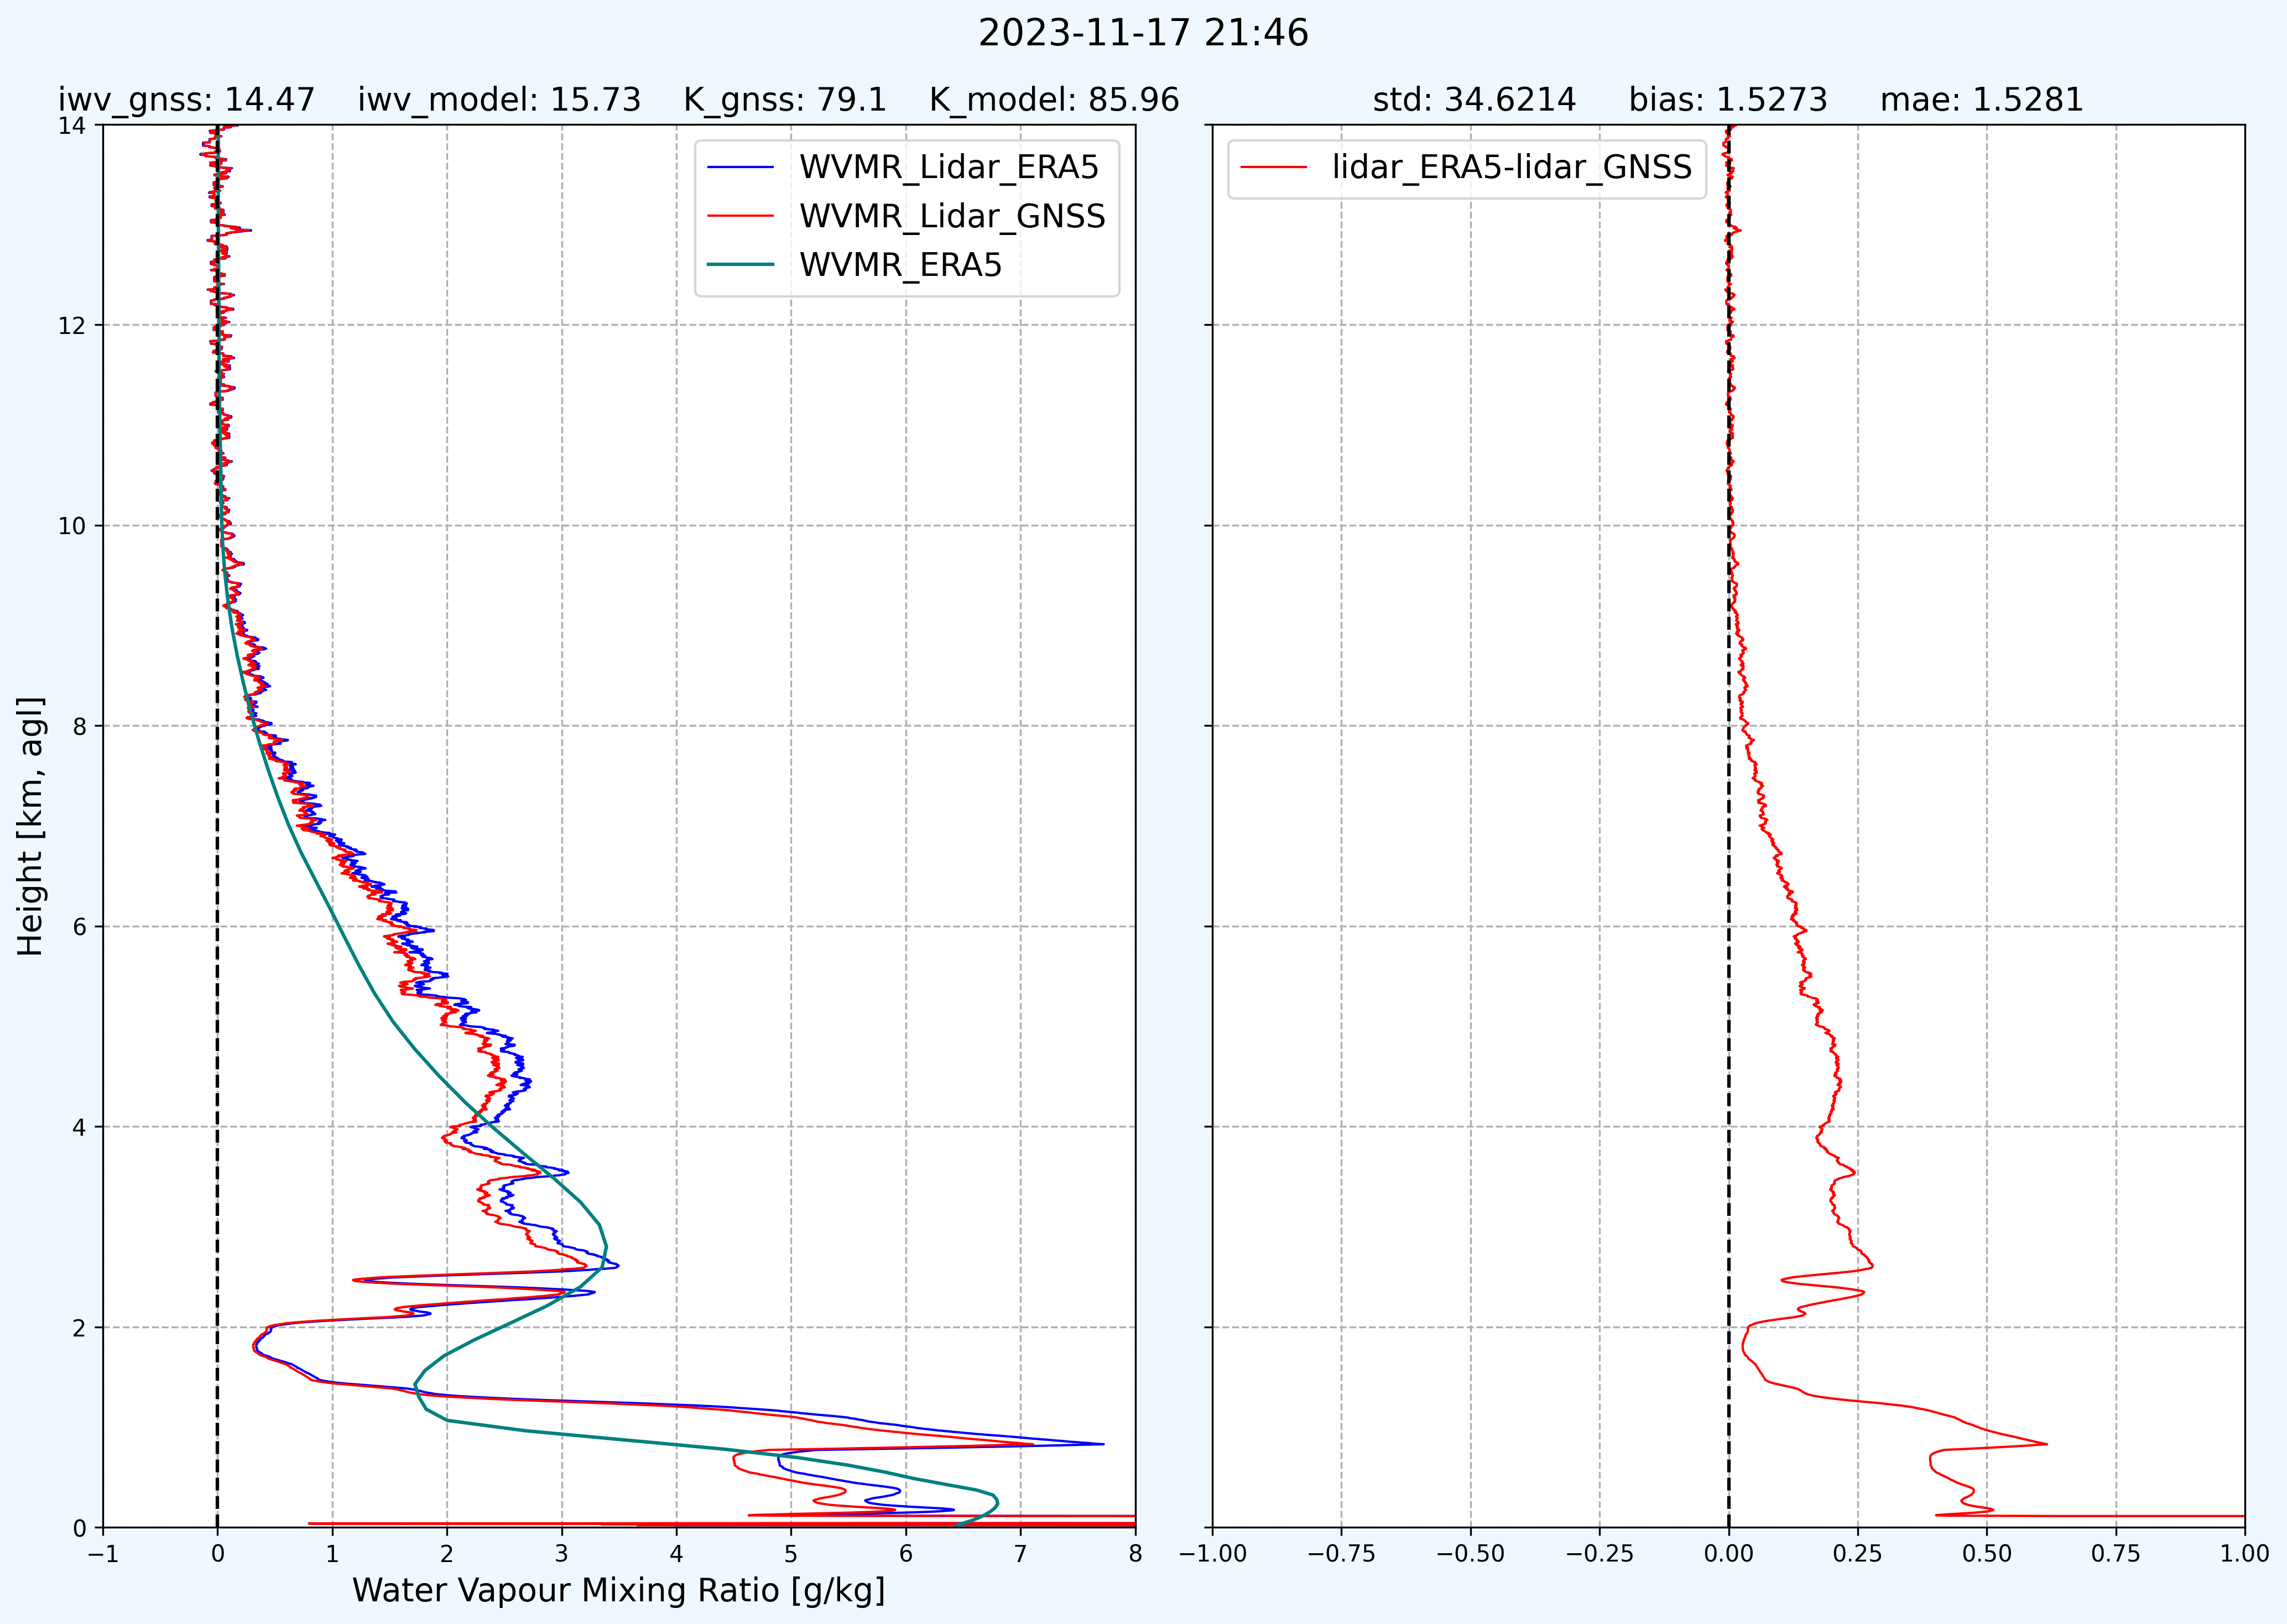 2023-11-17 21:46
iwv_gnss: 14.47 iwv_model: 15.73 K_gnss: 79.1 K_model: 85.96
std: 34.6214 bias: 1.5273 mae: 1.5281
WVMR_Lidar_ERA5
WVMR_Lidar_GNSS
WVMR_ERA5
lidar_ERA5-lidar_GNSS
14
12
10
8
6
4
2
0
Height [km, agl]
−1 0 1 2 3 4 5 6 7 8
−1.00 −0.75 −0.50 −0.25 0.00 0.25 0.50 0.75 1.00
Water Vapour Mixing Ratio [g/kg]